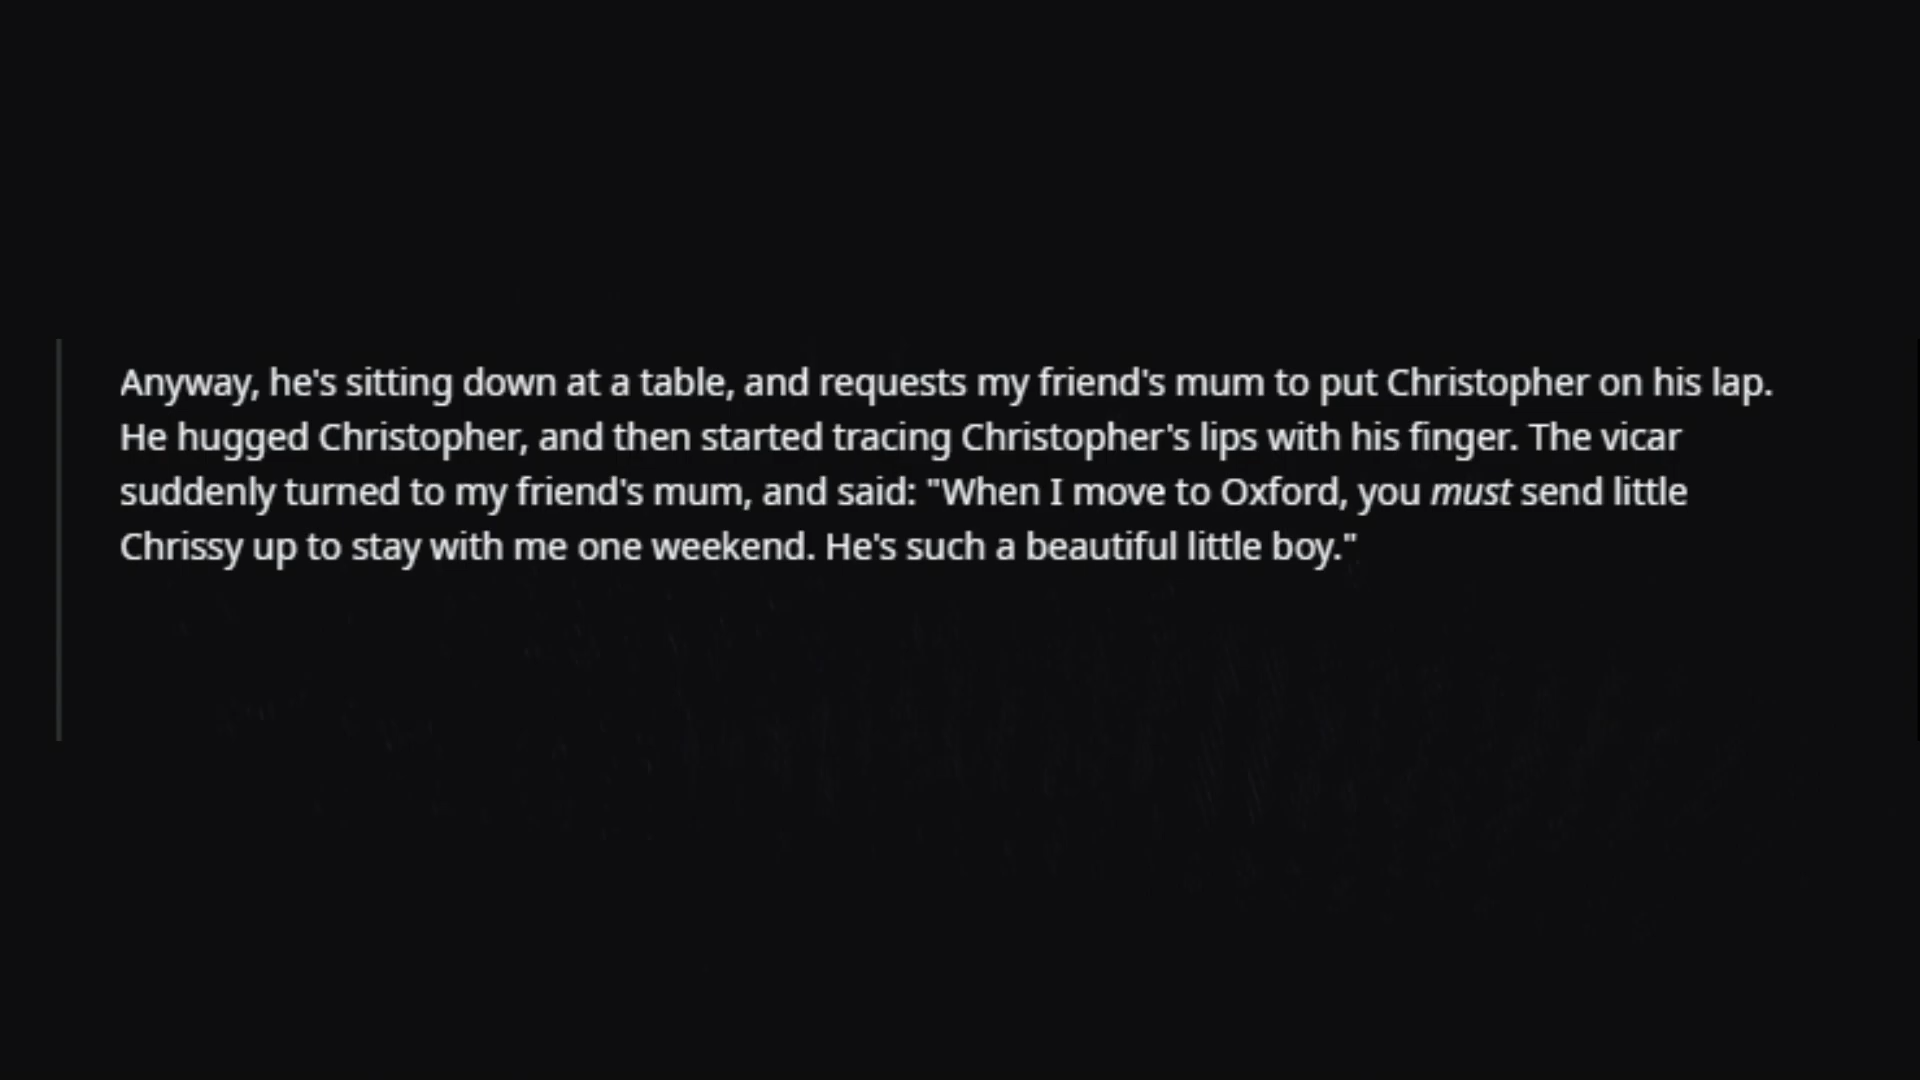 Anyway, he's sitting down at a table, and requests my friend's mum to put Christopher on his lap.
He hugged Christopher, and then started tracing Christopher's lips with his finger. The vicar
suddenly turned to my friend's mum, and said: "When I move to Oxford, you must send little
Chrissy up to stay with me one weekend. He's such a beautiful little boy."